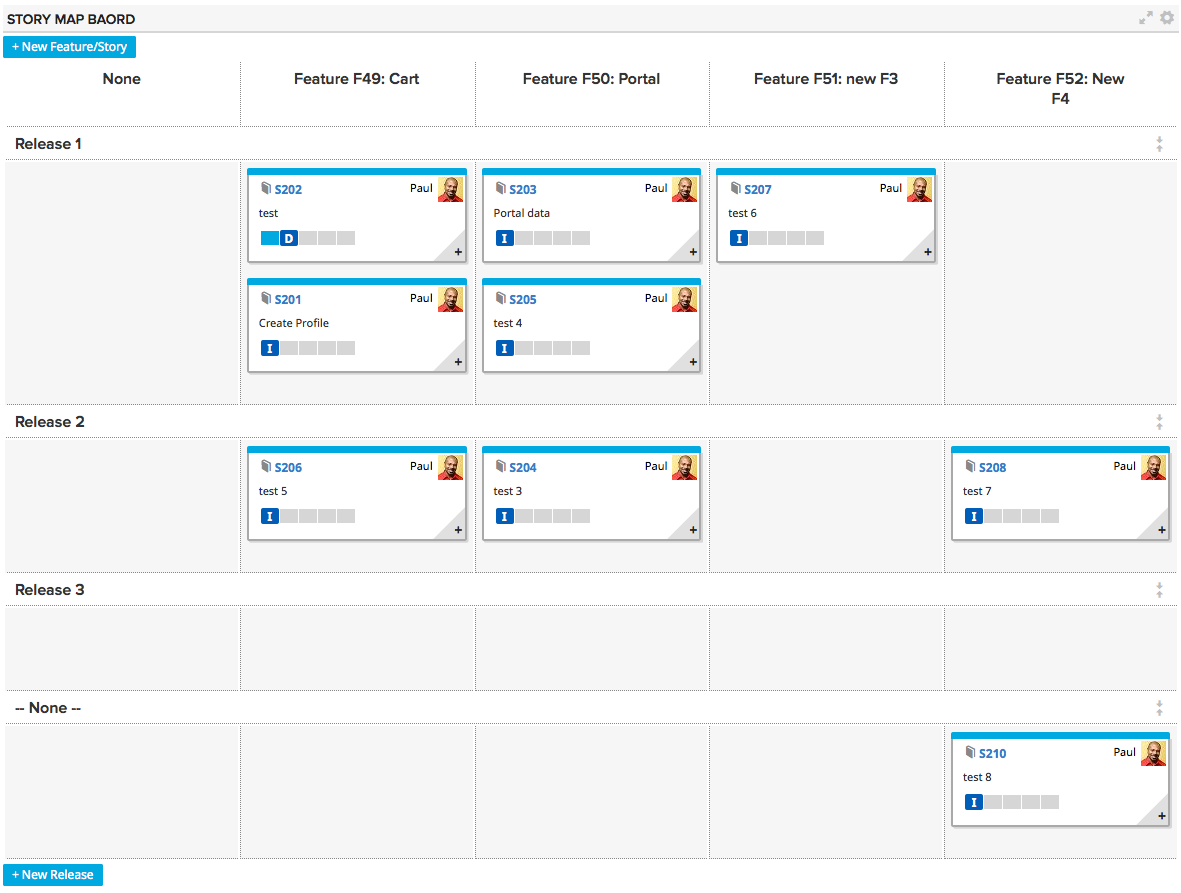 STORY MAP BAORD
+ New Feature/Story
None
Feature F49: Cart
Feature F50: Portal
Feature F51: new F3
Feature F52: New
F4
Release 1
S202 Paul
test
D
+
S203 Paul
Portal data
I
+
S207 Paul
test 6
I
+
S201 Paul
Create Profile
I
+
S205 Paul
test 4
I
+
Release 2
S206 Paul
test 5
I
+
S204 Paul
test 3
I
+
S208 Paul
test 7
I
+
Release 3
-- None --
S210 Paul
test 8
I
+
+ New Release